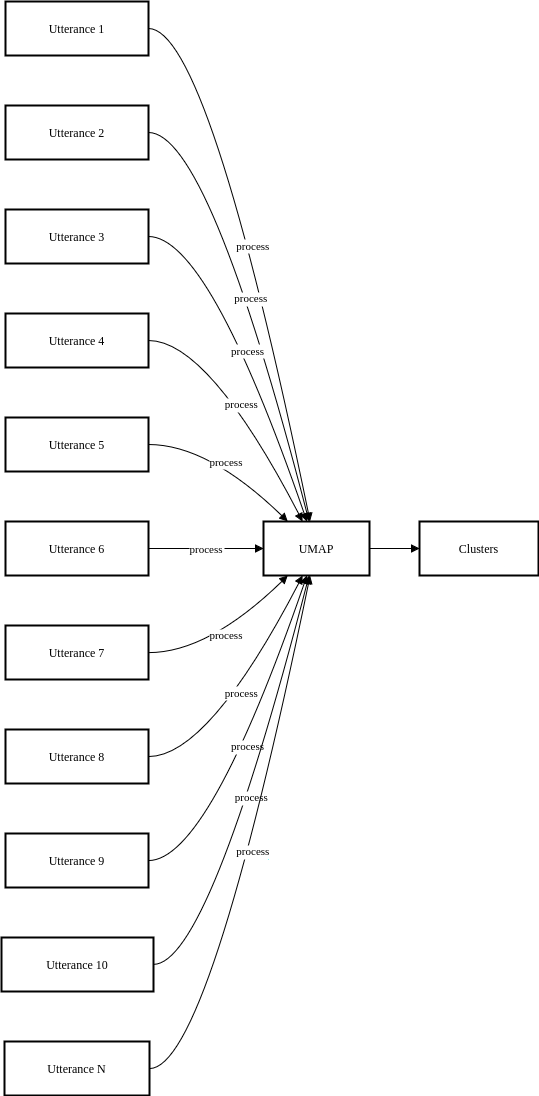 Utterance 1
Utterance 2
process
Utterance 3
process
Utterance 4
process
Utterance 5
process
process
Utterance 6
process
UMAP
Clusters
Utterance 7
process
process
Utterance 8
process
Utterance 9
process
process
Utterance 10
Utterance N